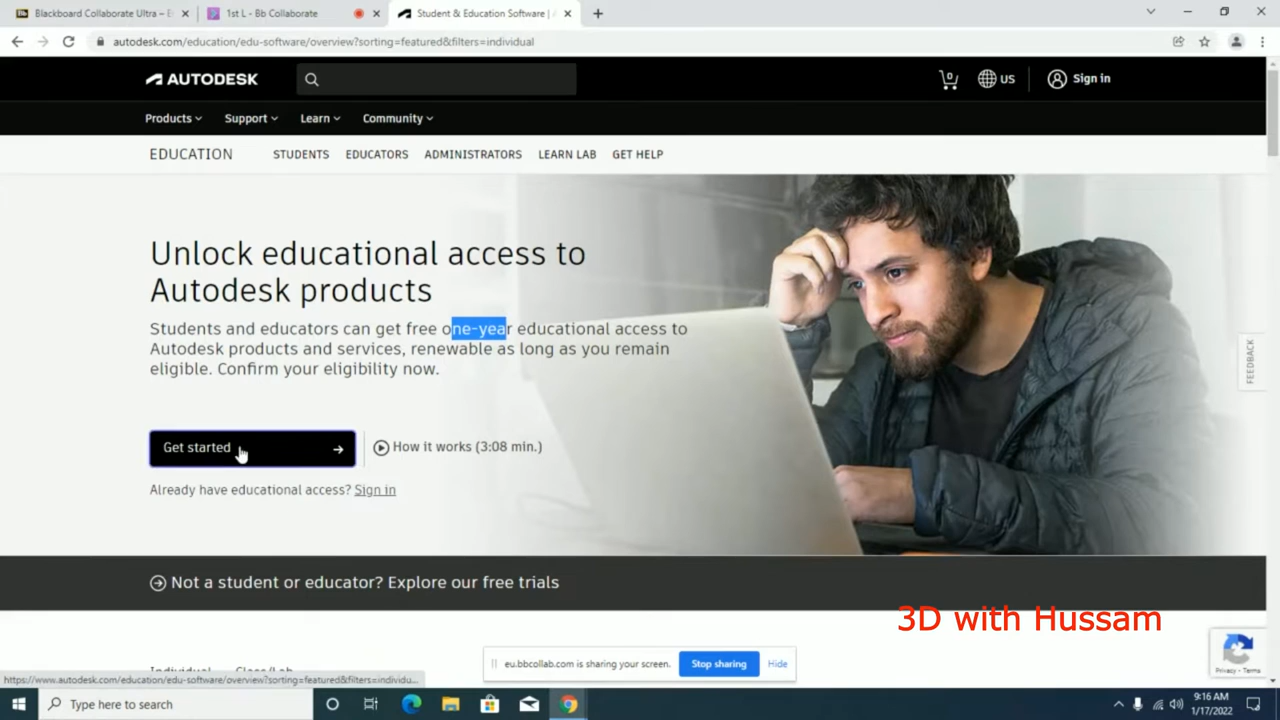 Blackboard Collaborate Ultra – E
1st L - Bb Collaborate
Student & Education Software | A
autodesk.com/education/edu-software/overview?sorting=featured&filters=individual
AUTODESK
0
US
Sign in
Products
Support
Learn
Community
EDUCATION
STUDENTS
EDUCATORS
ADMINISTRATORS
LEARN LAB
GET HELP
Unlock educational access to
Autodesk products
Students and educators can get free one-year educational access to
Autodesk products and services, renewable as long as you remain
eligible. Confirm your eligibility now.
Get started
How it works (3:08 min.)
Already have educational access? Sign in
FEEDBACK
Not a student or educator? Explore our free trials
3D with Hussam
Individual Class/Lab
eu.bbcollab.com is sharing your screen.
Stop sharing
Hide
Privacy - Terms
https://www.autodesk.com/education/edu-software/overview?sorting=featured&filters=individu...
Type here to search
9:16 AM
1/17/2022